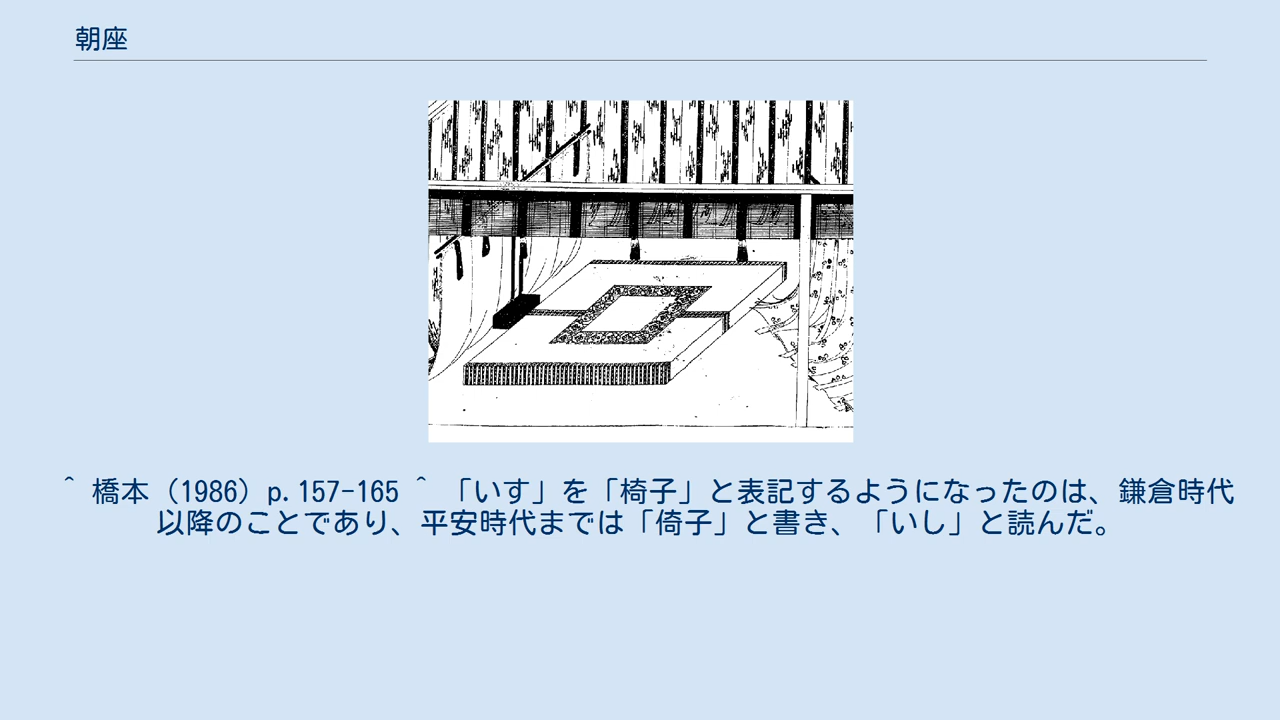 朝座
^ 橋本（1986）p.157-165 ^ 「いす」を「椅子」と表記するようになったのは、鎌倉時代
以降のことであり、平安時代までは「倚子」と書き、「いし」と読んだ。